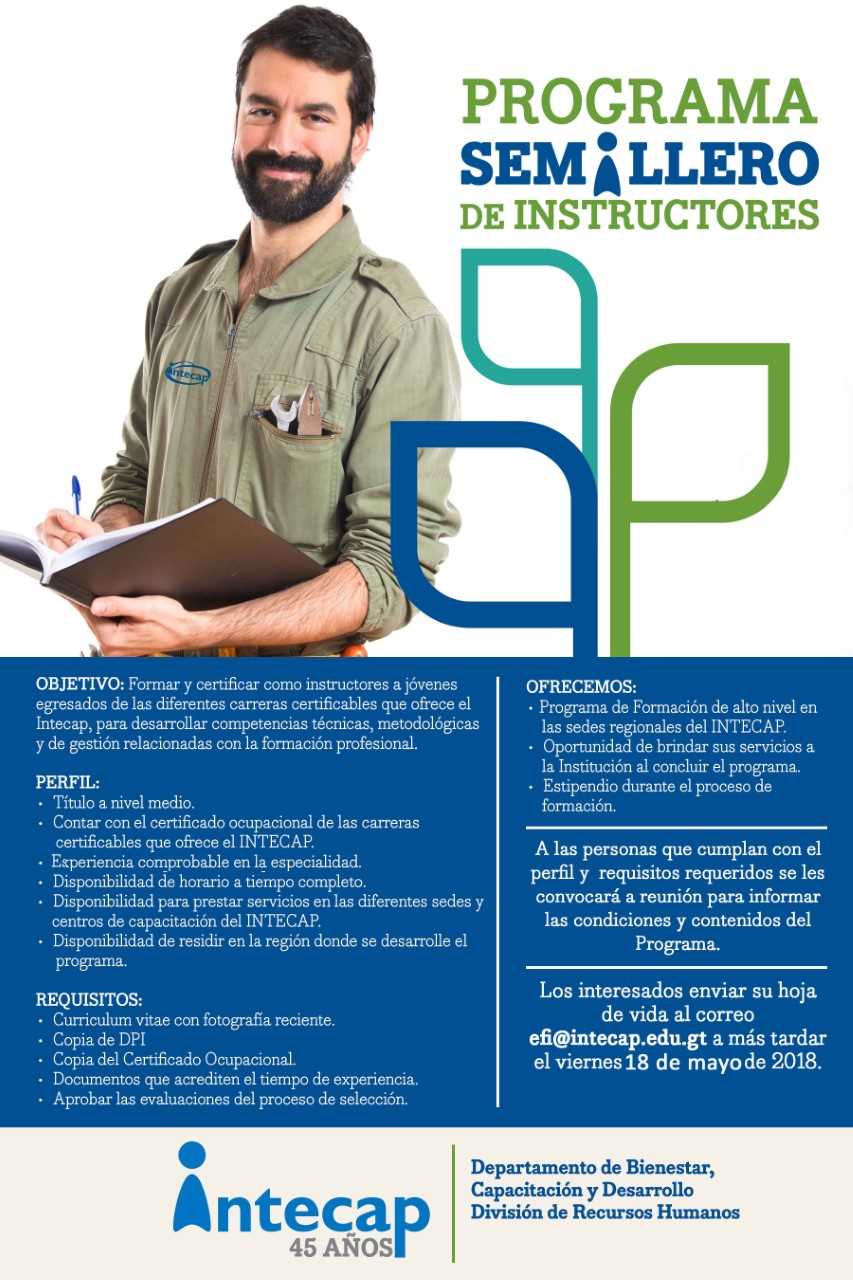 PROGRAMA
SEMILLERO
DE INSTRUCTORES
intecap
OBJETIVO: Formar y certificar como instructores a jóvenes
egresados de las diferentes carreras certificables que ofrece el
Intecap, para desarrollar competencias técnicas, metodológicas
y de gestión relacionadas con la formación profesional.
PERFIL:
• Título a nivel medio.
• Contar con el certificado ocupacional de las carreras
certificables que ofrece el INTECAP.
• Experiencia comprobable en la especialidad.
• Disponibilidad de horario a tiempo completo.
• Disponibilidad para prestar servicios en las diferentes sedes y
centros de capacitación del INTECAP.
• Disponibilidad de residir en la región donde se desarrolle el
programa.
REQUISITOS:
• Curriculum vitae con fotografía reciente.
• Copia de DPI
• Copia del Certificado Ocupacional.
• Documentos que acrediten el tiempo de experiencia.
• Aprobar las evaluaciones del proceso de selección.
OFRECEMOS:
• Programa de Formación de alto nivel en
las sedes regionales del INTECAP.
• Oportunidad de brindar sus servicios a
la Institución al concluir el programa.
• Estipendio durante el proceso de
formación.
A las personas que cumplan con el
perfil y requisitos requeridos se les
convocará a reunión para informar
las condiciones y contenidos del
Programa.
Los interesados enviar su hoja
de vida al correo
efi@intecap.edu.gt a más tardar
el viernes 18 de mayo de 2018.
intecap
45 AÑOS
Departamento de Bienestar,
Capacitación y Desarrollo
División de Recursos Humanos